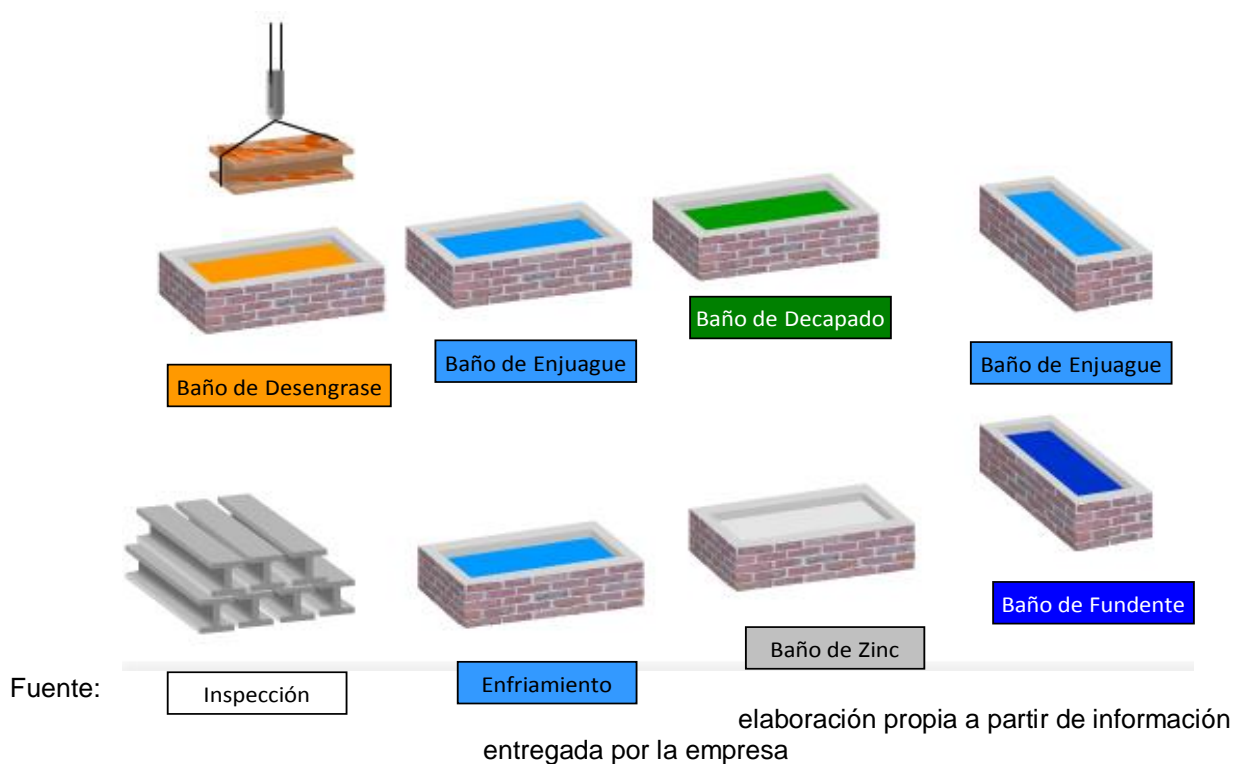 Baño de Desengrase
Baño de Enjuague
Baño de Decapado
Baño de Enjuague
Baño de Fundente
Baño de Zinc
Enfriamiento
Inspección
Fuente:
elaboración propia a partir de información
entregada por la empresa